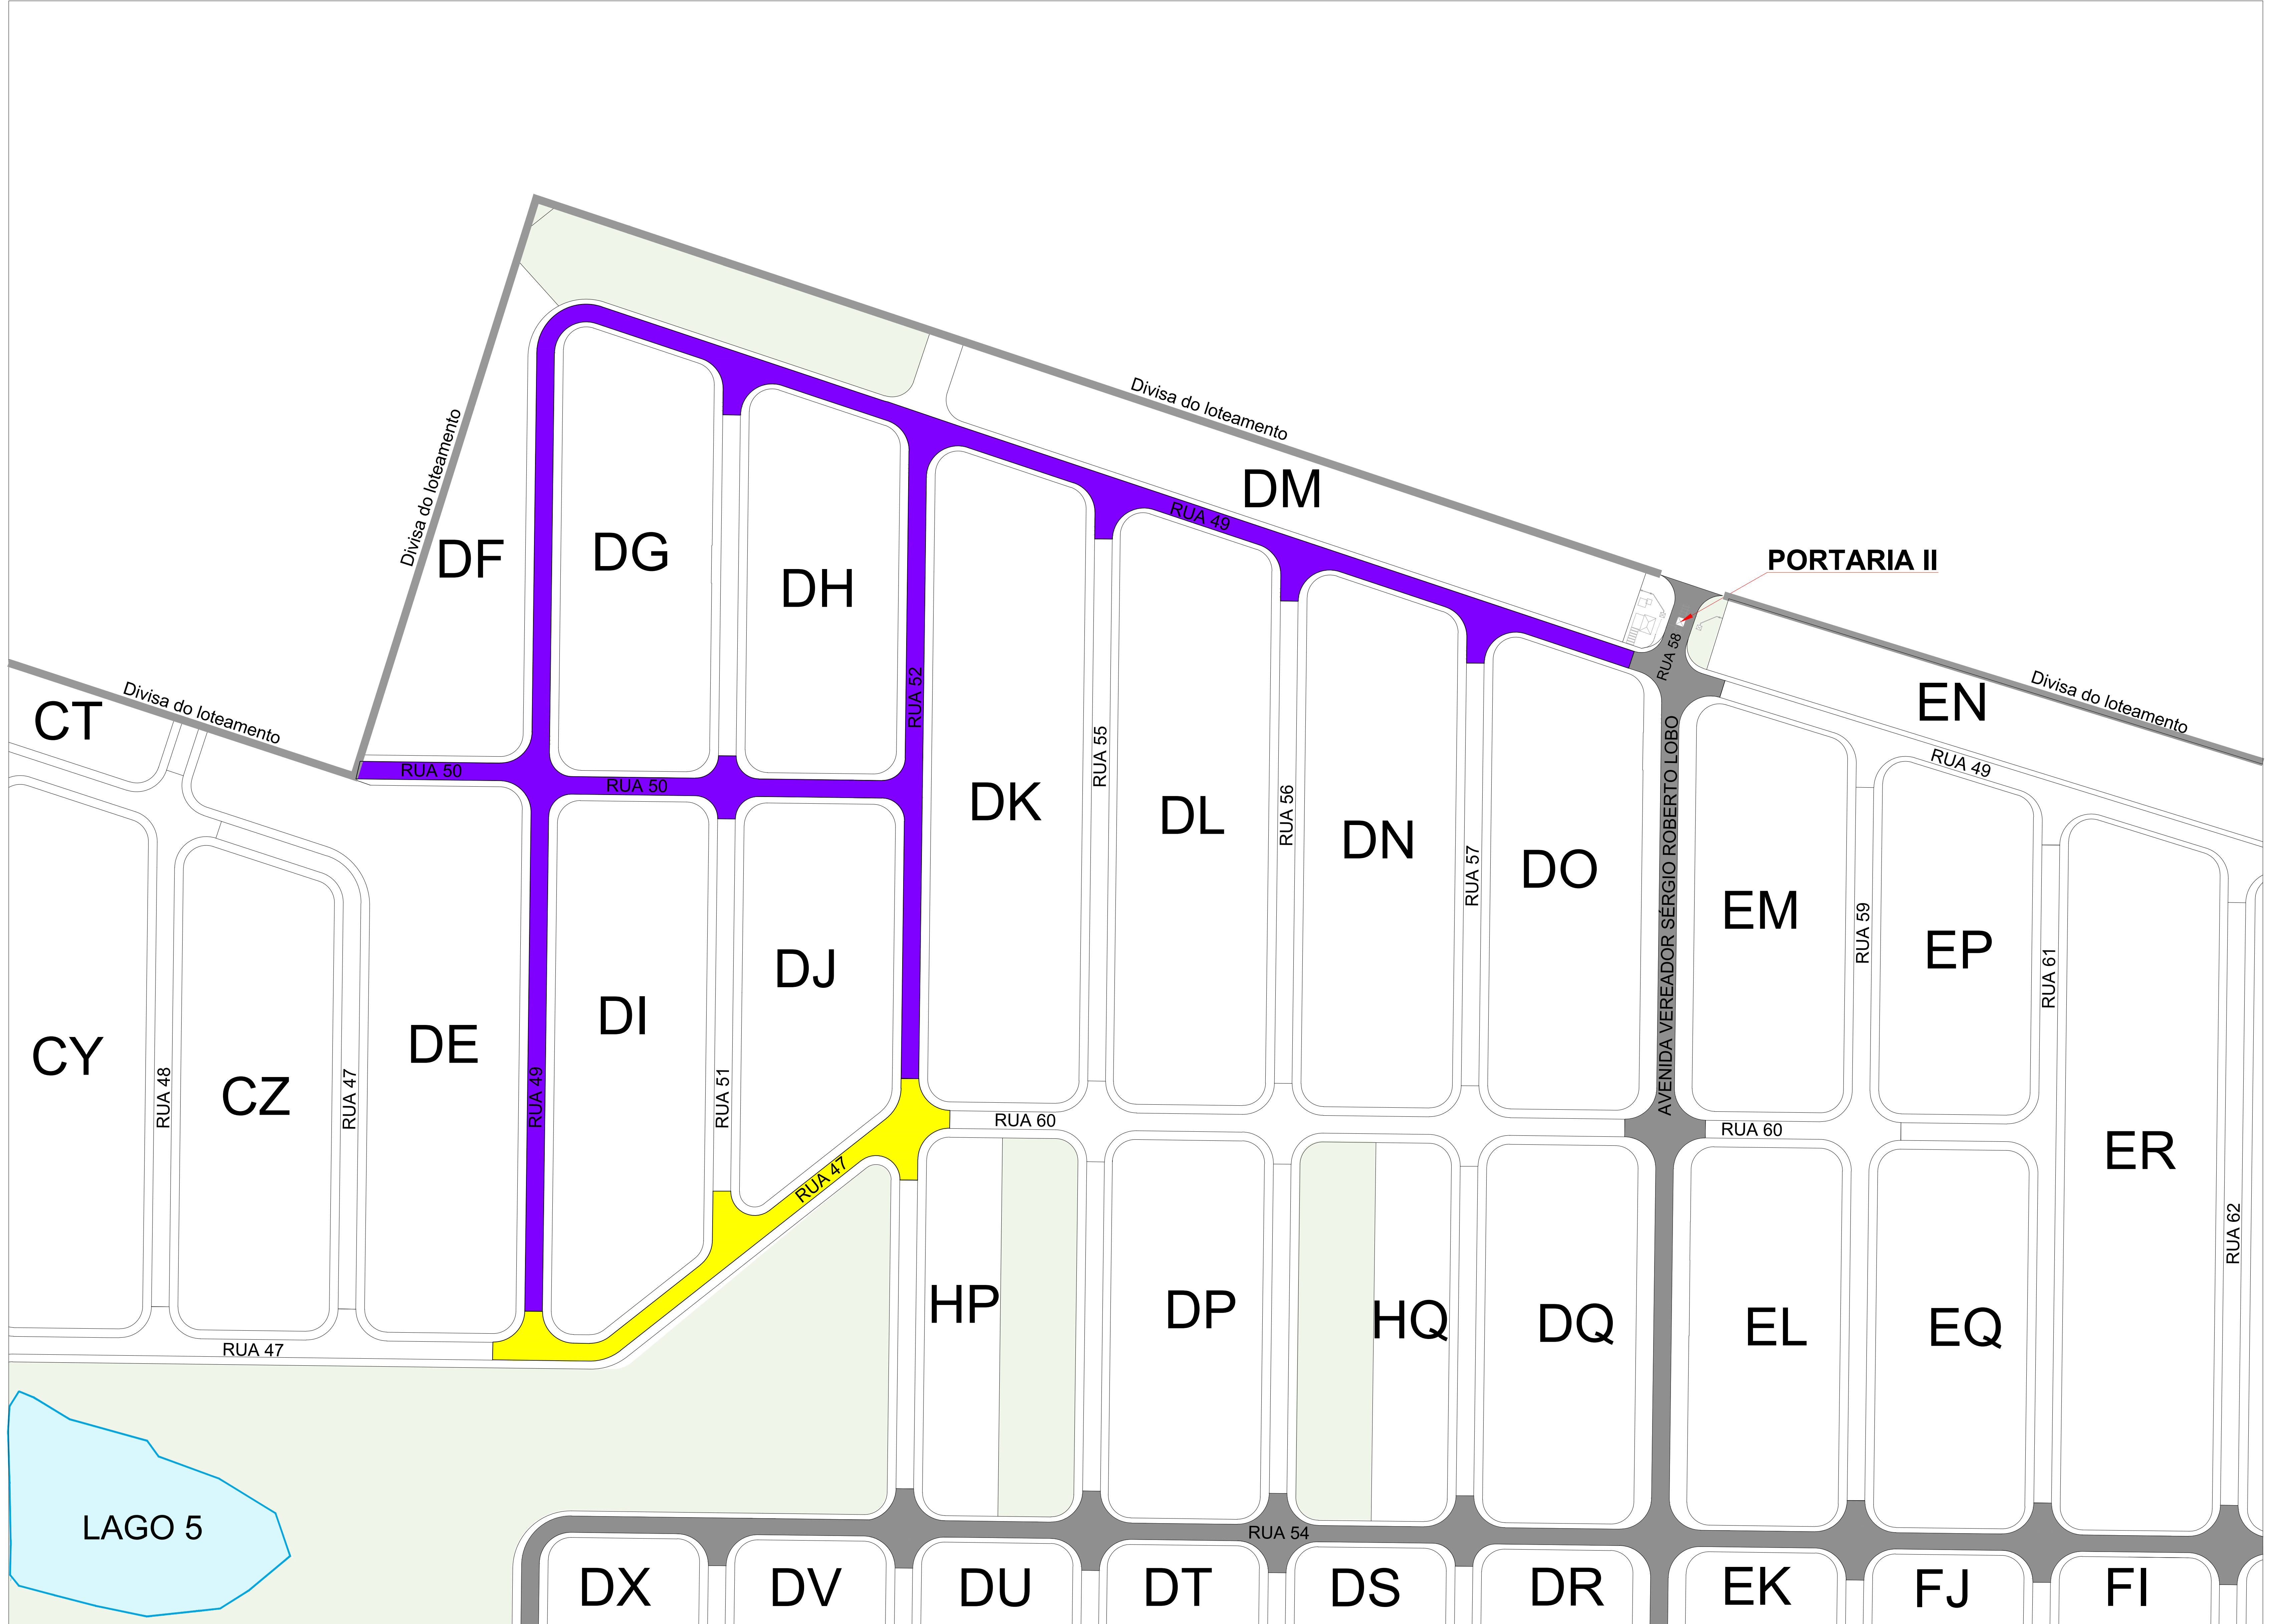 Divisa do loteamento
Divisa do loteamento
DM
DF
DG
DH
RUA 49
PORTARIA II
RUA 58
RUA 52
CT
Divisa do loteamento
EN
Divisa do loteamento
RUA 50
RUA 50
RUA 55
RUA 56
RUA 57
DK
DL
DN
DO
AVENIDA VEREADOR SÉRGIO ROBERTO LOBO
RUA 49
EM
RUA 59
EP
RUA 61
DJ
DI
DE
CY
CZ
RUA 48
RUA 47
RUA 49
RUA 51
RUA 60
RUA 60
ER
RUA 47
RUA 62
HP
DP
HQ
DQ
EL
EQ
RUA 47
LAGO 5
RUA 54
DX
DV
DU
DT
DS
DR
EK
FJ
FI